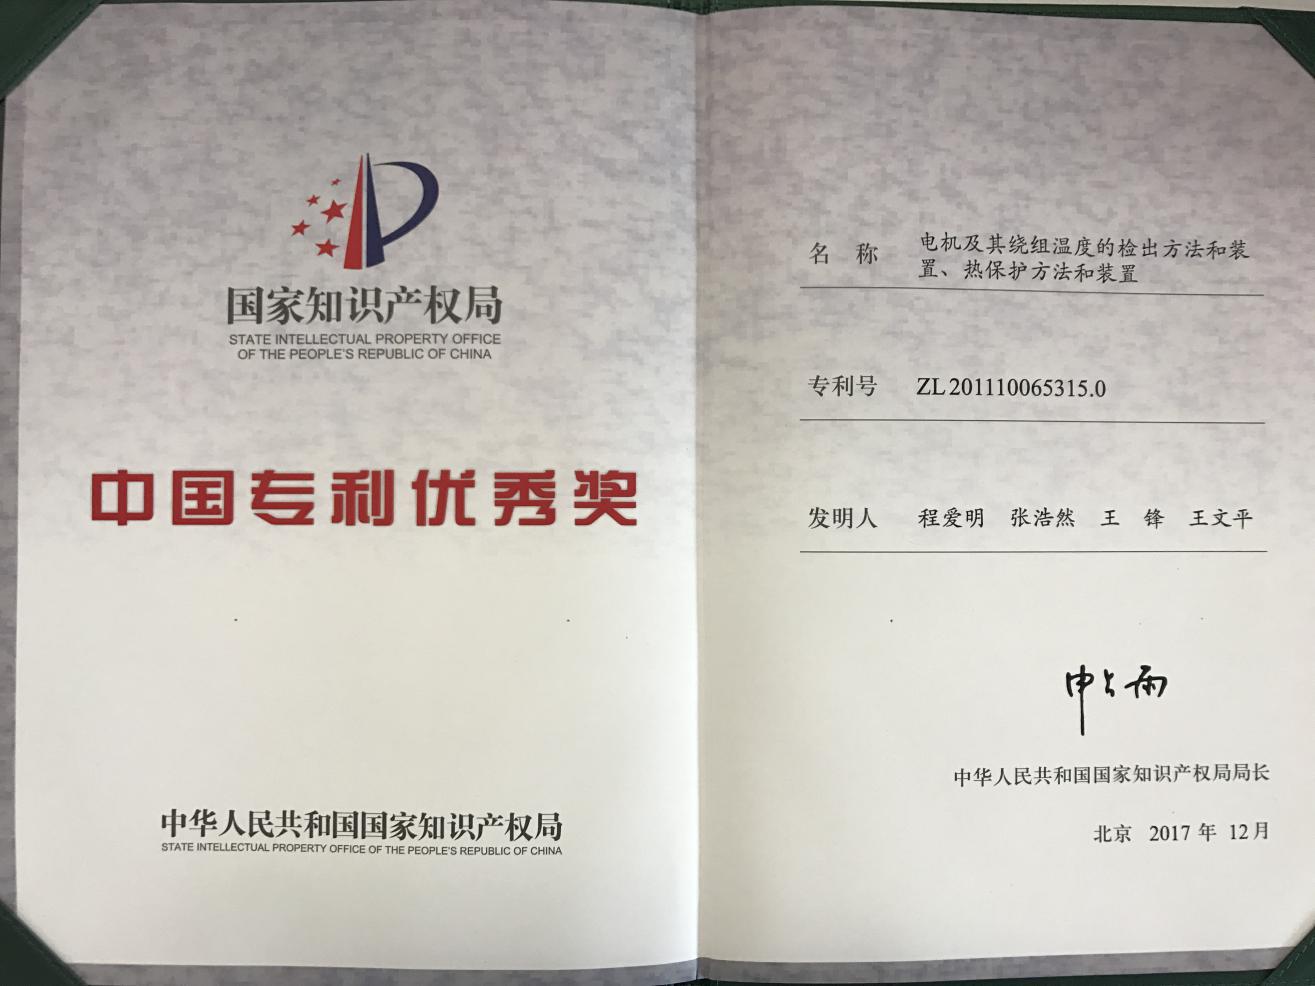 国家知识产权局
STATE INTELLECTUAL PROPERTY OFFICE
OF THE PEOPLE'S REPUBLIC OF CHINA
中国专利优秀奖
中华人民共和国国家知识产权局
STATE INTELLECTUAL PROPERTY OFFICE OF THE PEOPLE'S REPUBLIC OF CHINA
名 称 电机及其绕组温度的检出方法和装
置、热保护方法和装置
专利号 ZL 201110065315.0
发明人 程爱明 张浩然 王 锋 王文平
申长雨
中华人民共和国国家知识产权局局长
北京 2017 年 12月